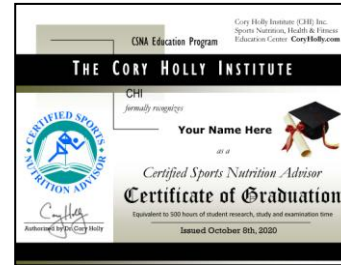 Cory Holly Institute (CHI) Inc.
Sports Nutrition, Health & Fitness
Education Center CoryHolly.com
CSNA Education Program
THE CORY HOLLY INSTITUTE
CHI
formally recognizes
Your Name Here
as a
CERTIFIED SPORTS NUTRITION ADVISOR
Certified Sports Nutrition Advisor
Certificate of Graduation
Equivalent to 500 hours of student research, study and examination time
Authorized by Dr. Cory Holly
Issued October 8th, 2020